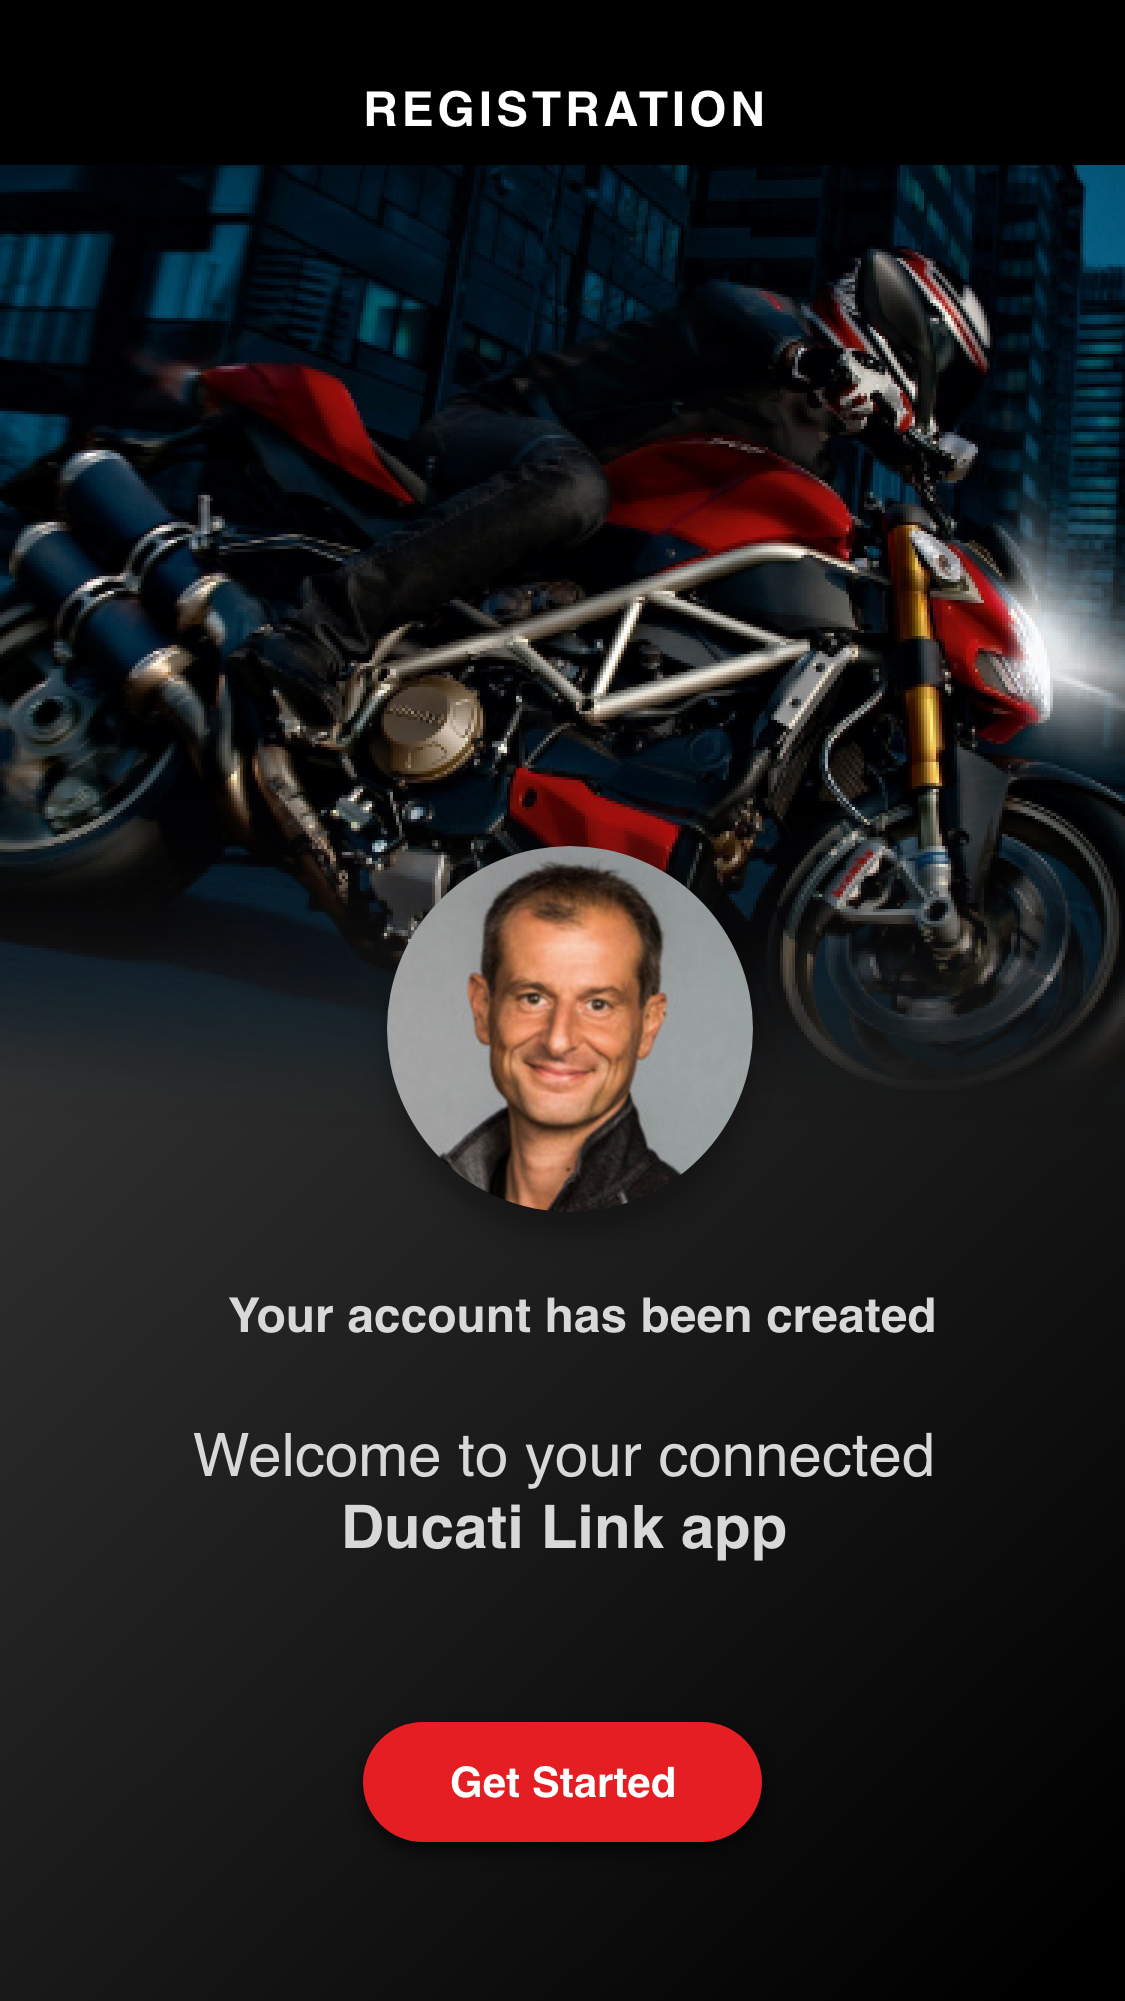 REGISTRATION
Your account has been created
Welcome to your connected
Ducati Link app
Get Started